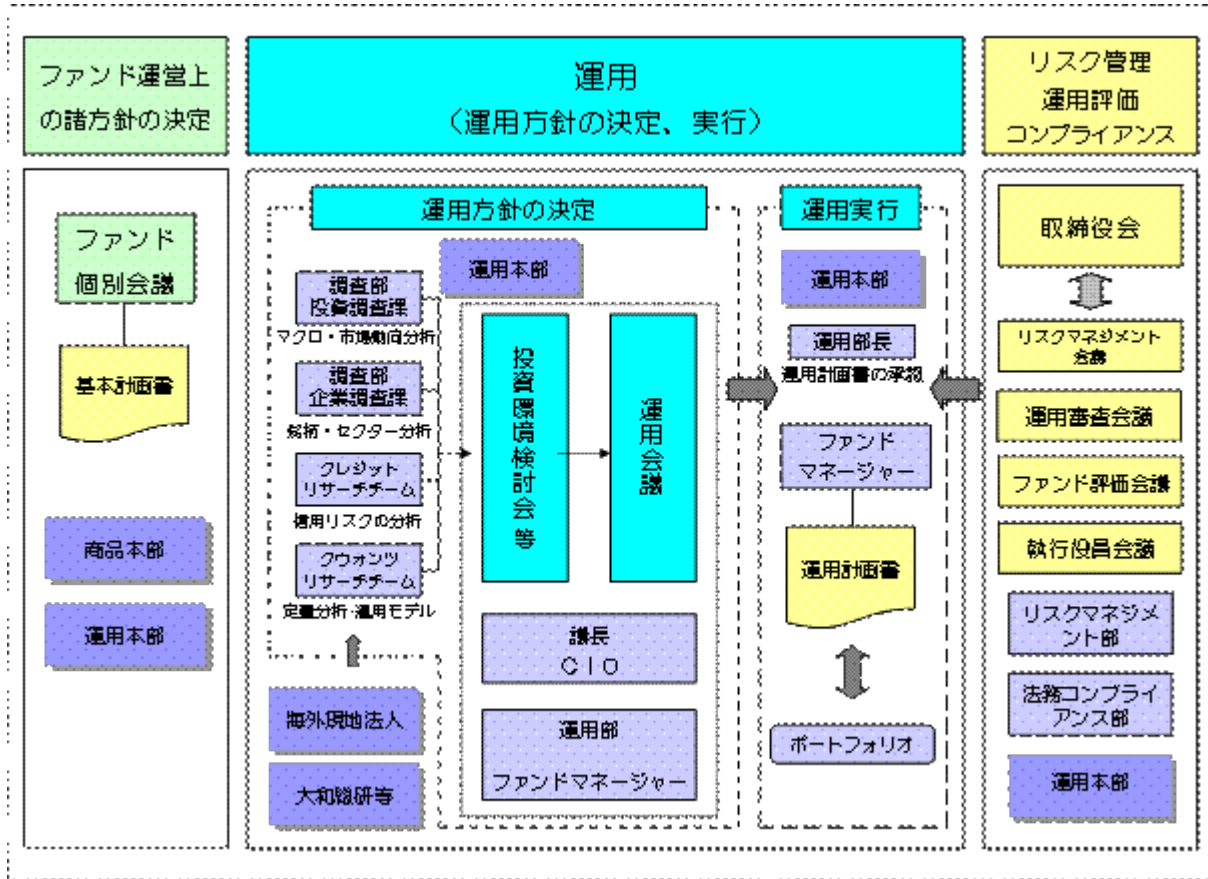 ファンド運営上
の諸方針の決定
運用
(運用方針の決定、実行)
リスク管理
運用評価
コンプライアンス
ファンド
個別会議
基本計画書
商品本部
運用本部
運用方針の決定
運用本部
調査部
投資調査課
マクロ・市場動向分析
調査部
企業調査課
銘柄・セクター分析
クレジット
リサーチチーム
信用リスクの分析
クウォンツ
リサーチチーム
定量分析・運用モデル
海外現地法人
大和総研等
投資環境検討会等
運用会議
議長
CIO
運用部
ファンドマネージャー
運用実行
運用本部
運用部長
運用計画書の承認
ファンド
マネージャー
運用計画書
ポートフォリオ
取締役会
リスクマネジメント
会議
運用審査会議
ファンド評価会議
執行役員会議
リスクマネジメ
ント部
法務コンプライ
アンス部
運用本部